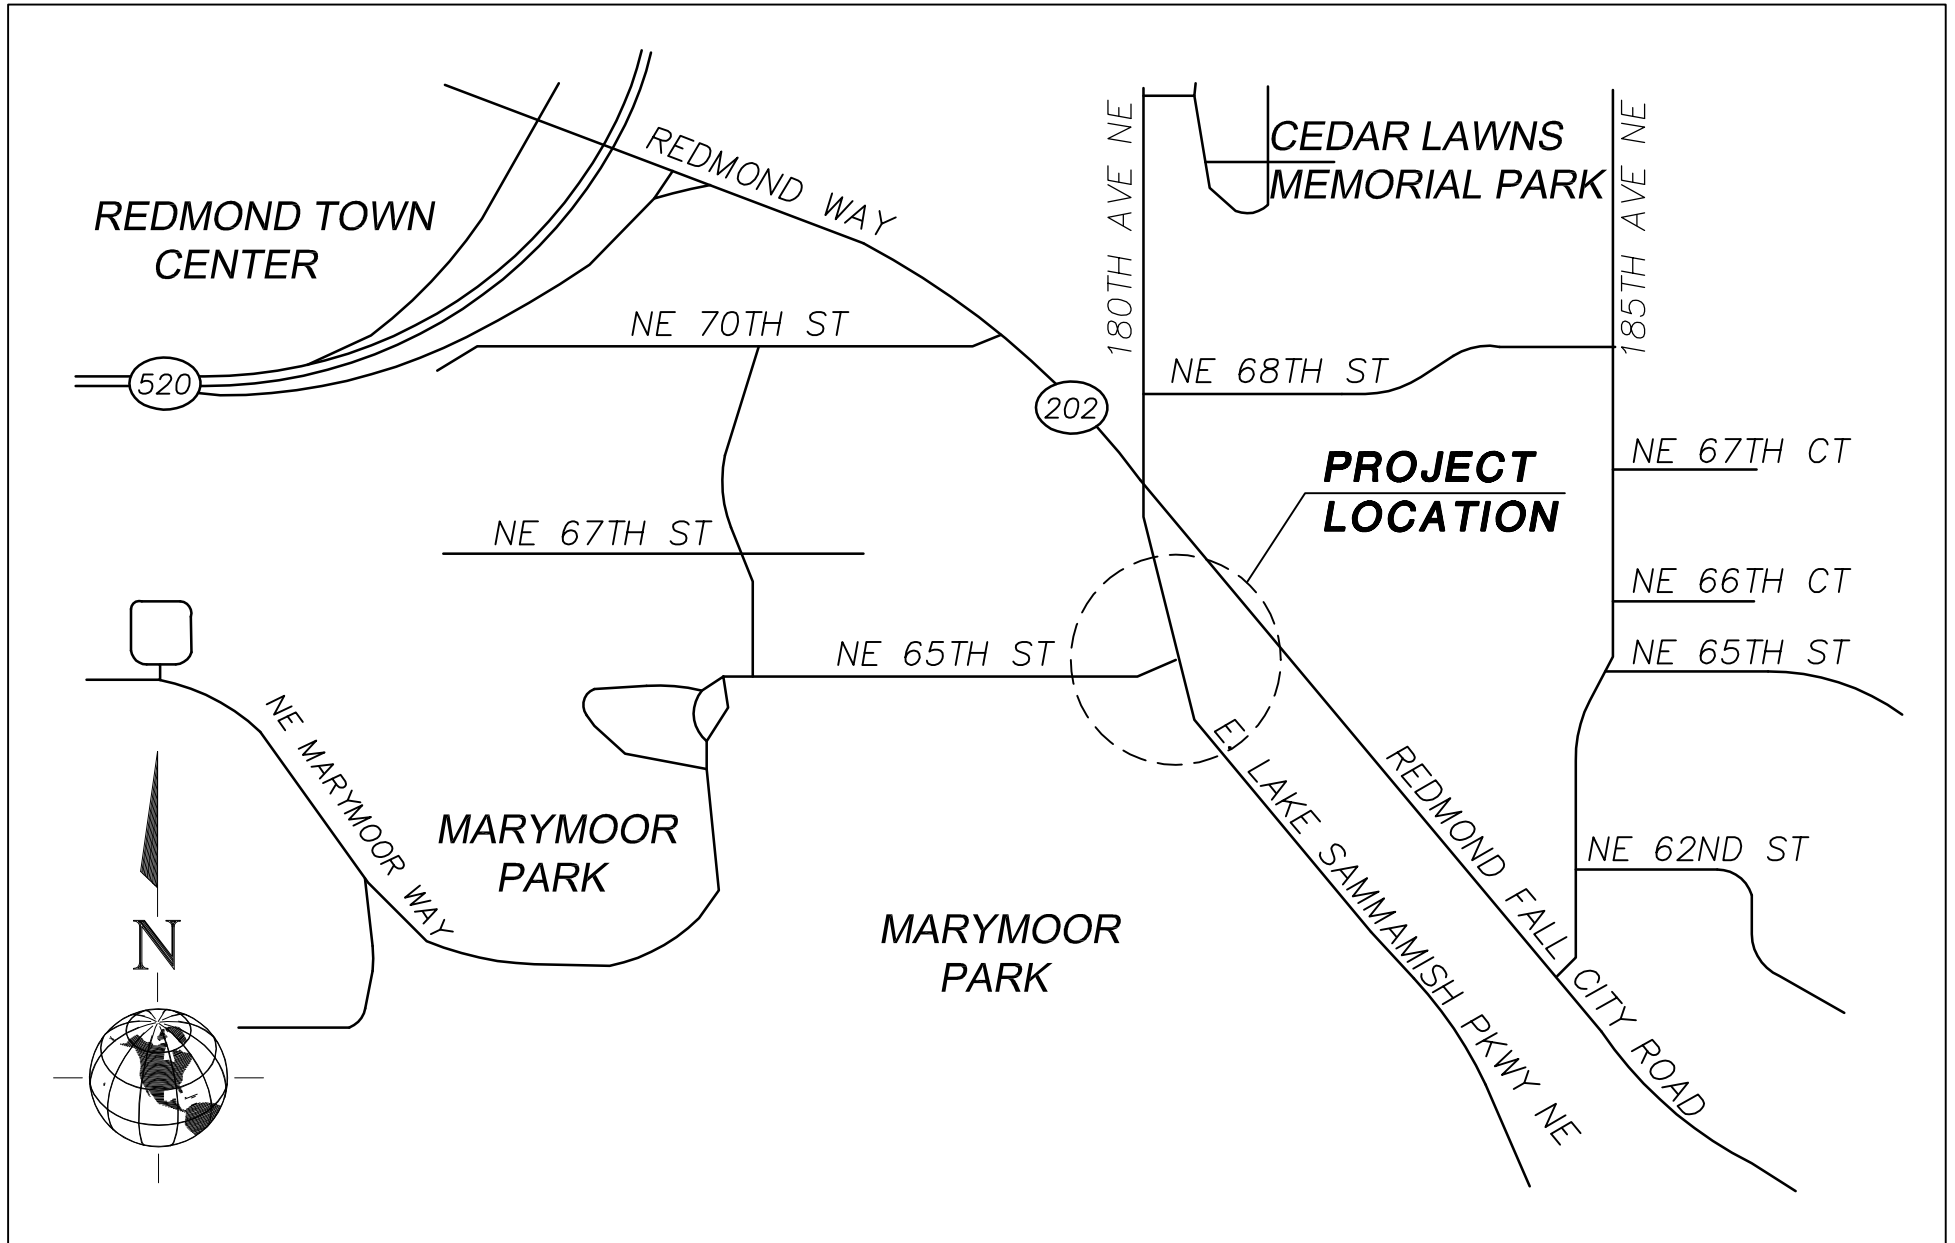 REDMOND WAY
180TH AVE NE
CEDAR LAWNS
MEMORIAL PARK
185TH AVE NE
REDMOND TOWN
CENTER
NE 70TH ST
520
202
NE 68TH ST
NE 67TH CT
PROJECT
LOCATION
NE 67TH ST
NE 66TH CT
NE 65TH ST
NE 65TH ST
NE MARYMOOR WAY
MARYMOOR
PARK
E LAKE SAMMAMISH PKWY NE
REDMOND FALL CITY ROAD
NE 62ND ST
MARYMOOR
PARK
N